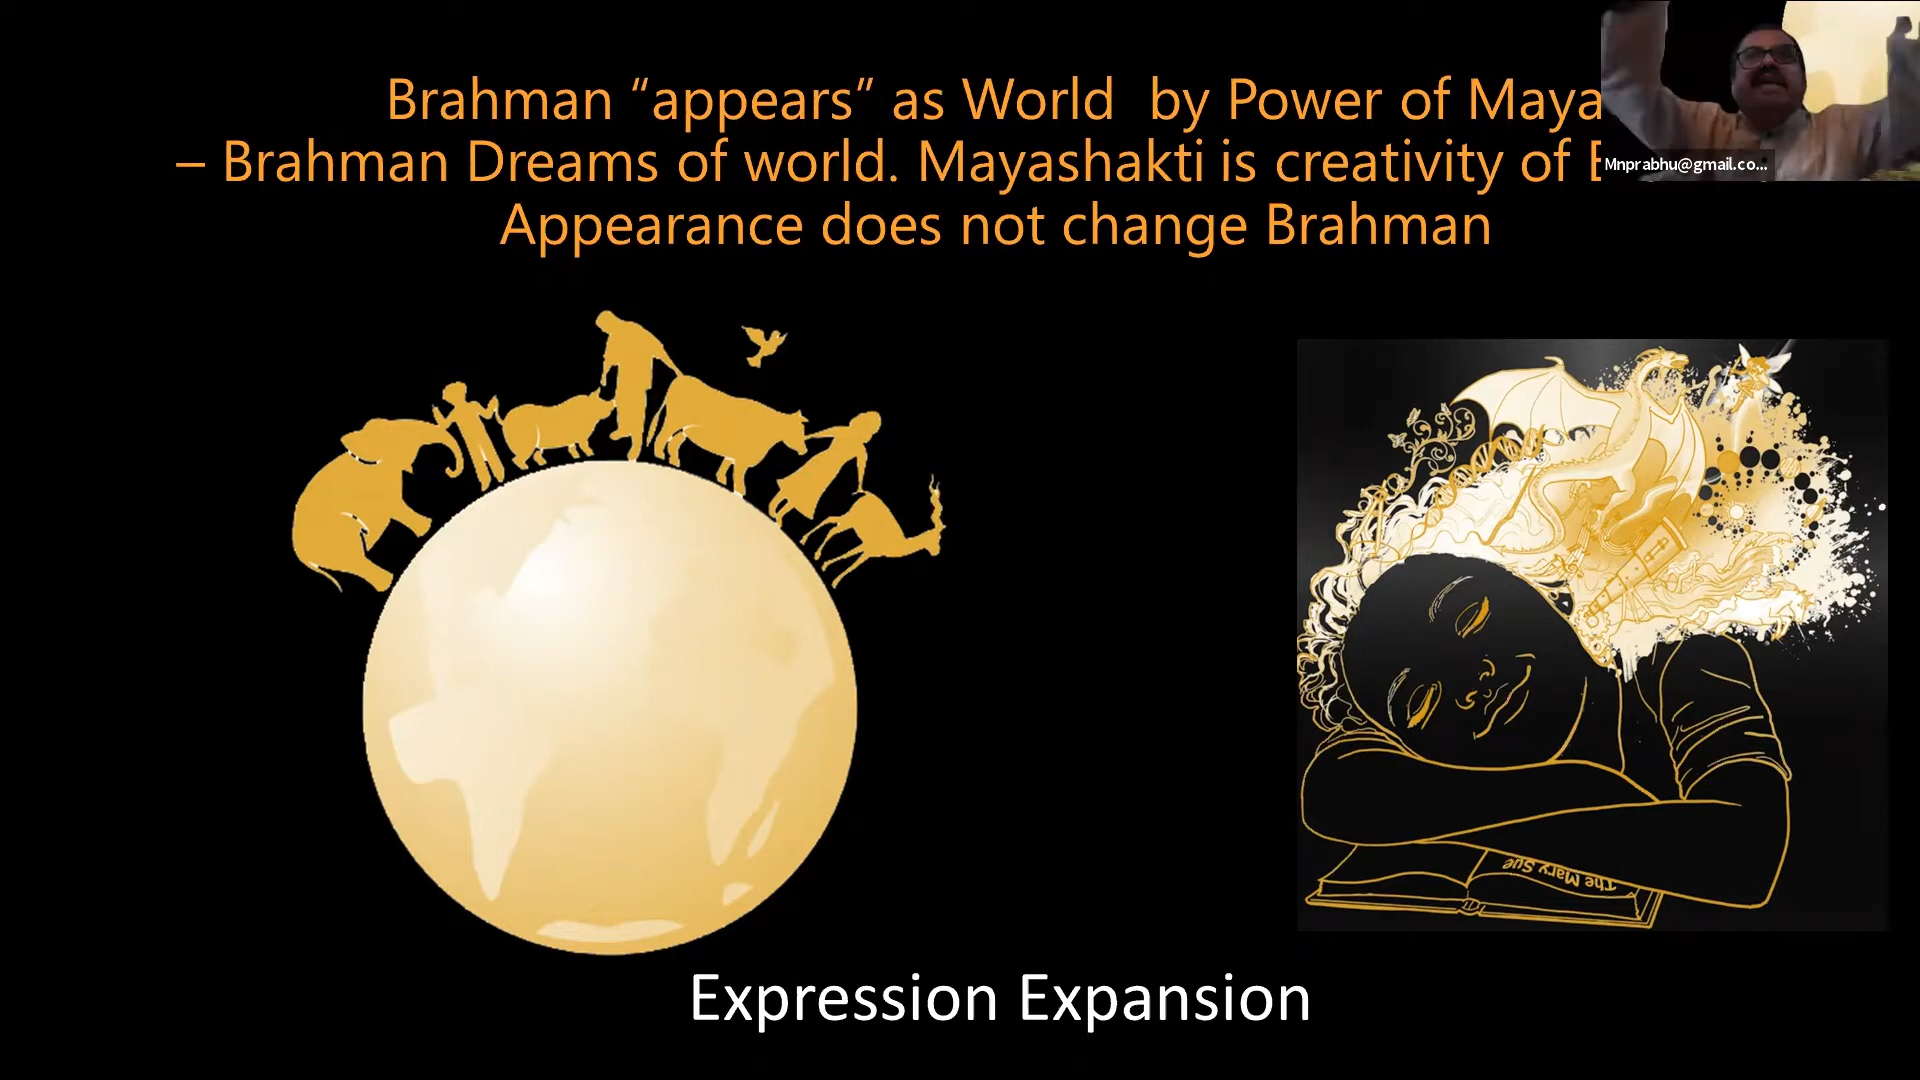 Brahman “appears” as World by Power of Maya
– Brahman Dreams of world. Mayashakti is creativity of
Appearance does not change Brahman
Mnprabhu@gmail.co...
The Mary Sue
Expression Expansion